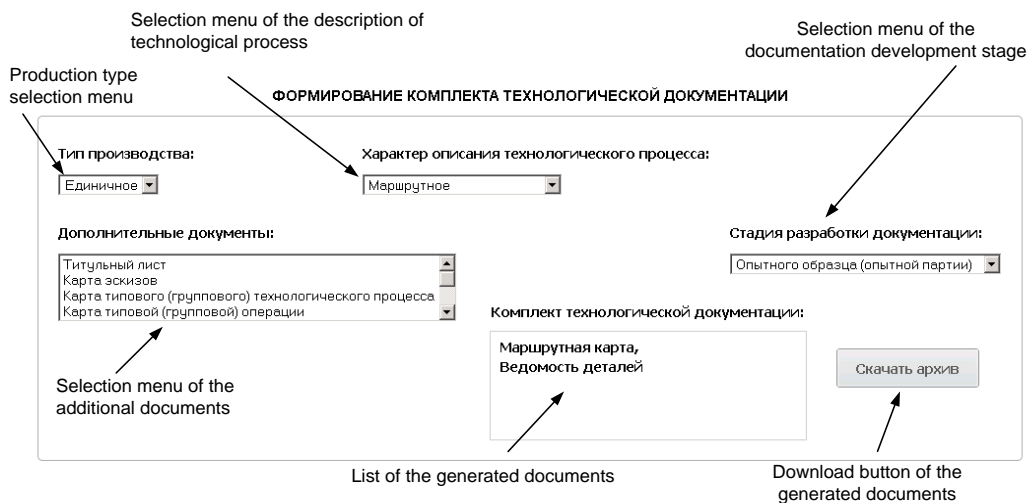 Selection menu of the description of
technological process
Selection menu of the
documentation development stage
Production type
selection menu
ФОРМИРОВАНИЕ КОМПЛЕКТА ТЕХНОЛОГИЧЕСКОЙ ДОКУМЕНТАЦИИ
Тип производства:
Характер описания технологического процесса:
Единичное
Маршрутное
Дополнительные документы:
Стадия разработки документации:
Титульный лист
Карта эскизов
Карта типового (группового) технологического процесса
Карта типовой (групповой) операции
Опытного образца (опытной партии)
Комплект технологической документации:
Маршрутная карта,
Ведомость деталей
Скачать архив
Selection menu of the
additional documents
List of the generated documents
Download button of the
generated documents